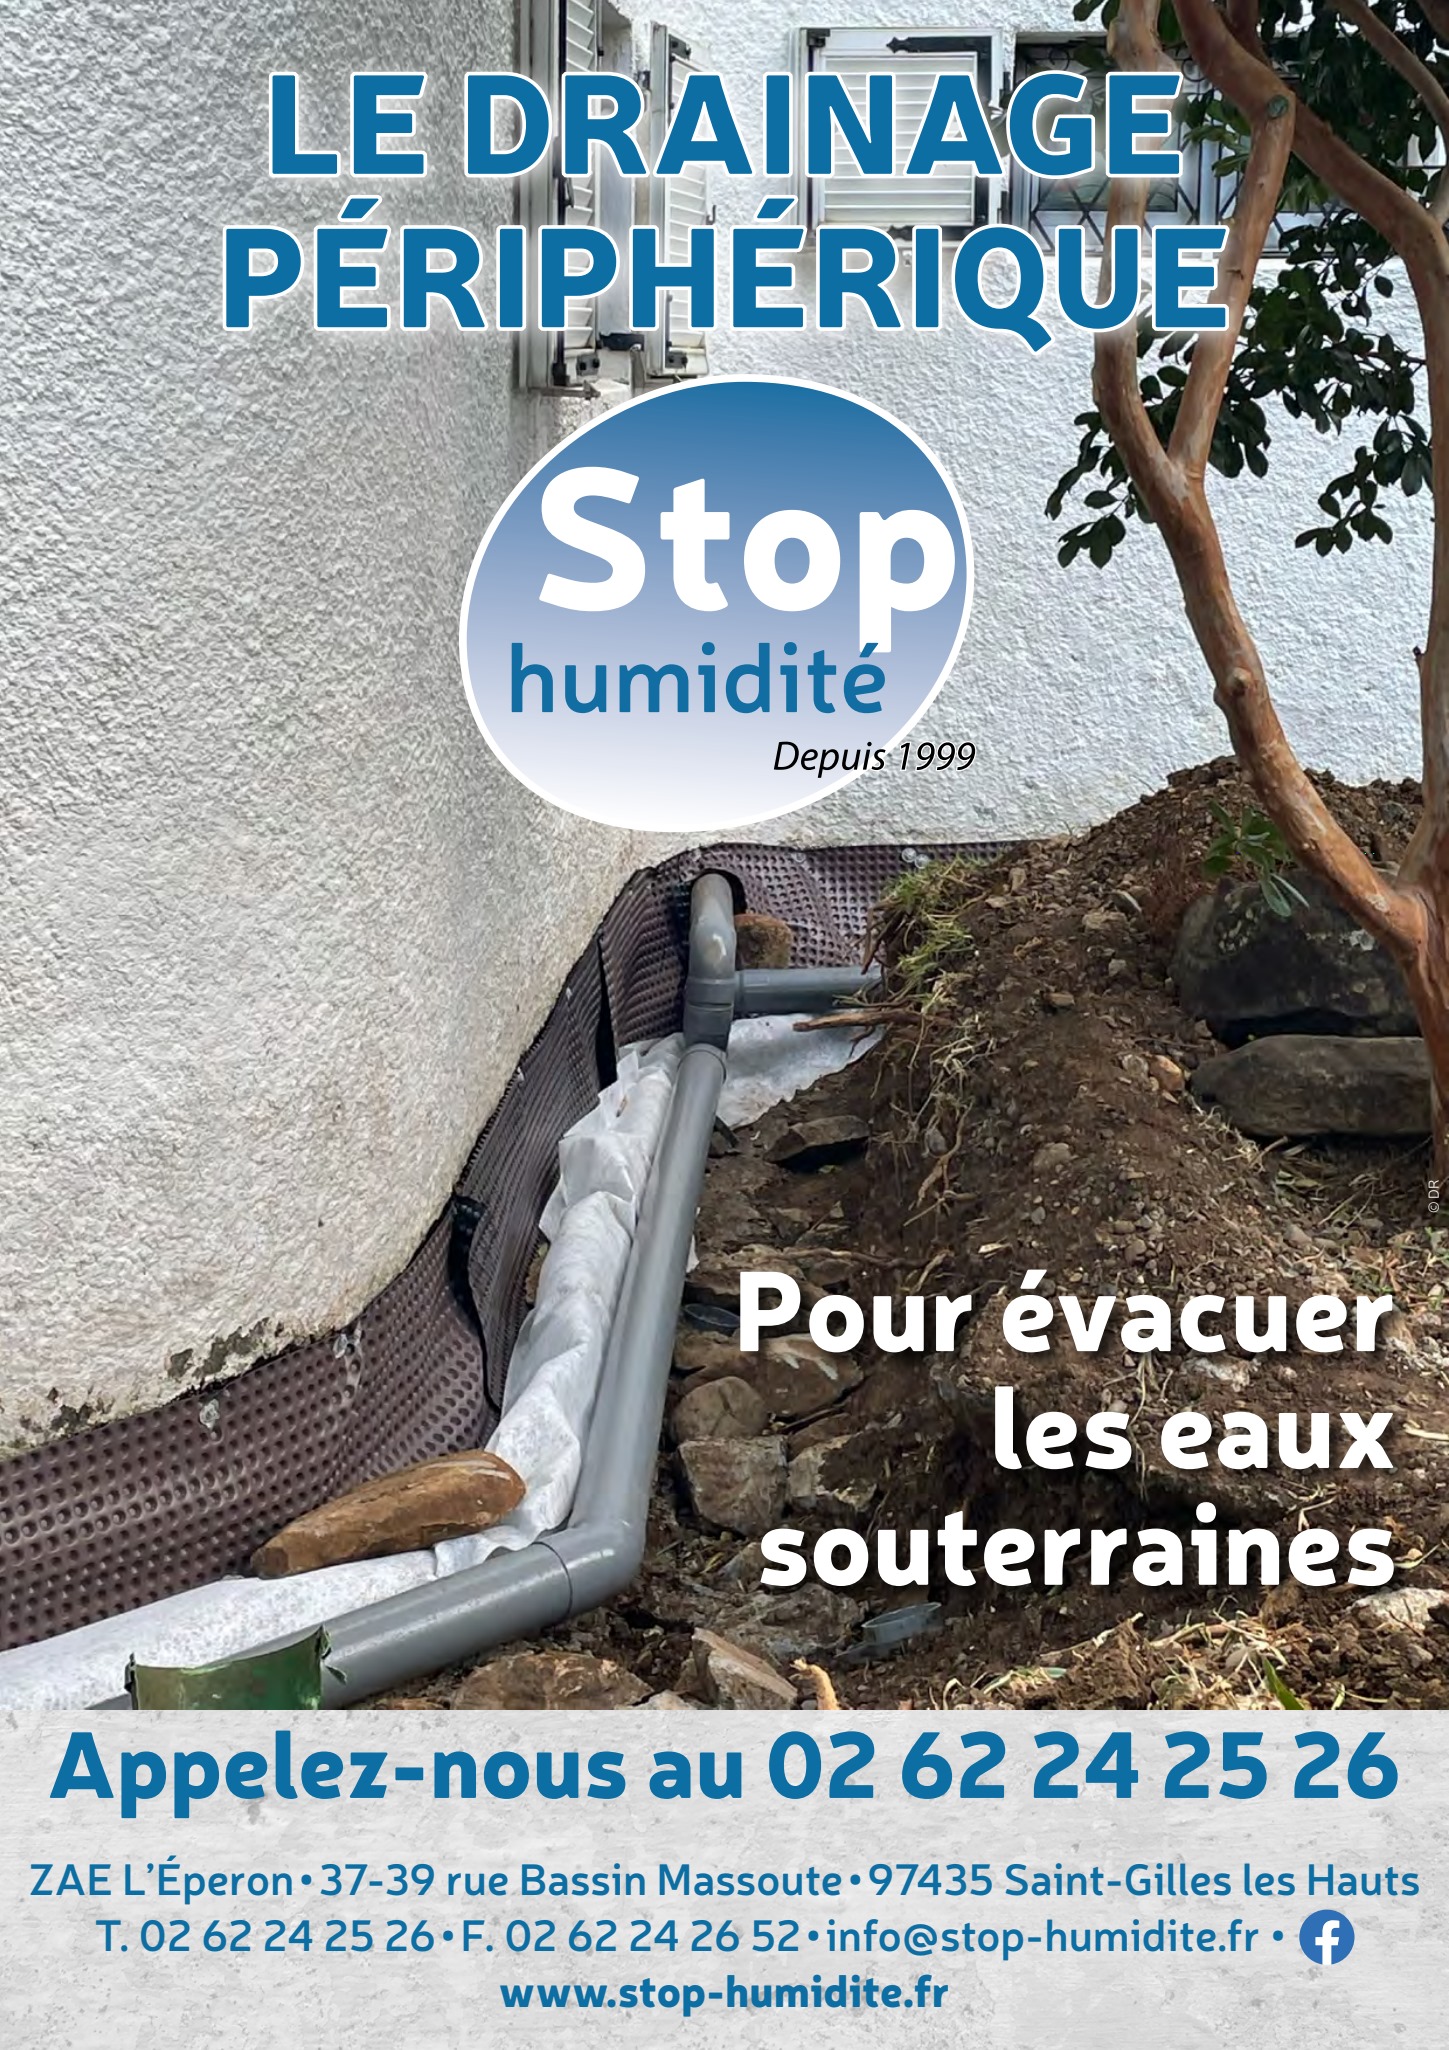 LE DRAINAGE
PÉRIPHÉRIQUE
Stop
humidité
Depuis 1999
© DR
Pour évacuer
les eaux
souterraines
Appelez-nous au 02 62 24 25 26
ZAE L’Éperon • 37-39 rue Bassin Massoute • 97435 Saint-Gilles les Hauts
T. 02 62 24 25 26 • F. 02 62 24 26 52 • info@stop-humidite.fr •
www.stop-humidite.fr